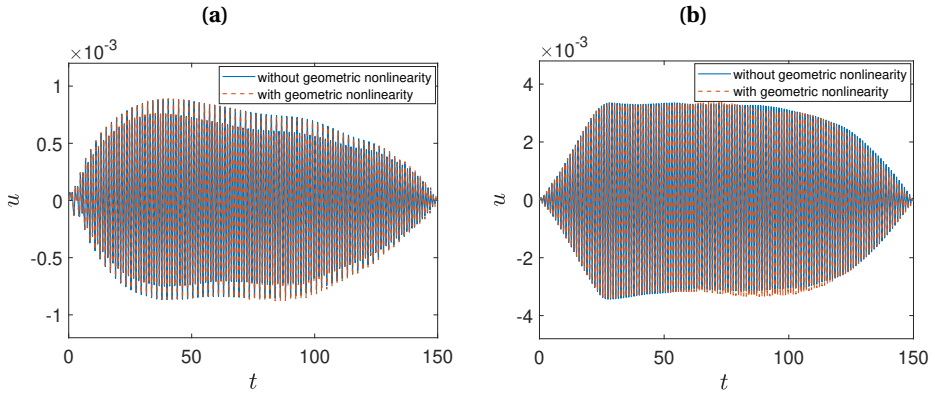 (a)
×10⁻³
1
0.5
0
-0.5
-1
u
0
50
100
150
t
without geometric nonlinearity
with geometric nonlinearity
(b)
×10⁻³
4
2
0
-2
-4
u
0
50
100
150
t
without geometric nonlinearity
with geometric nonlinearity